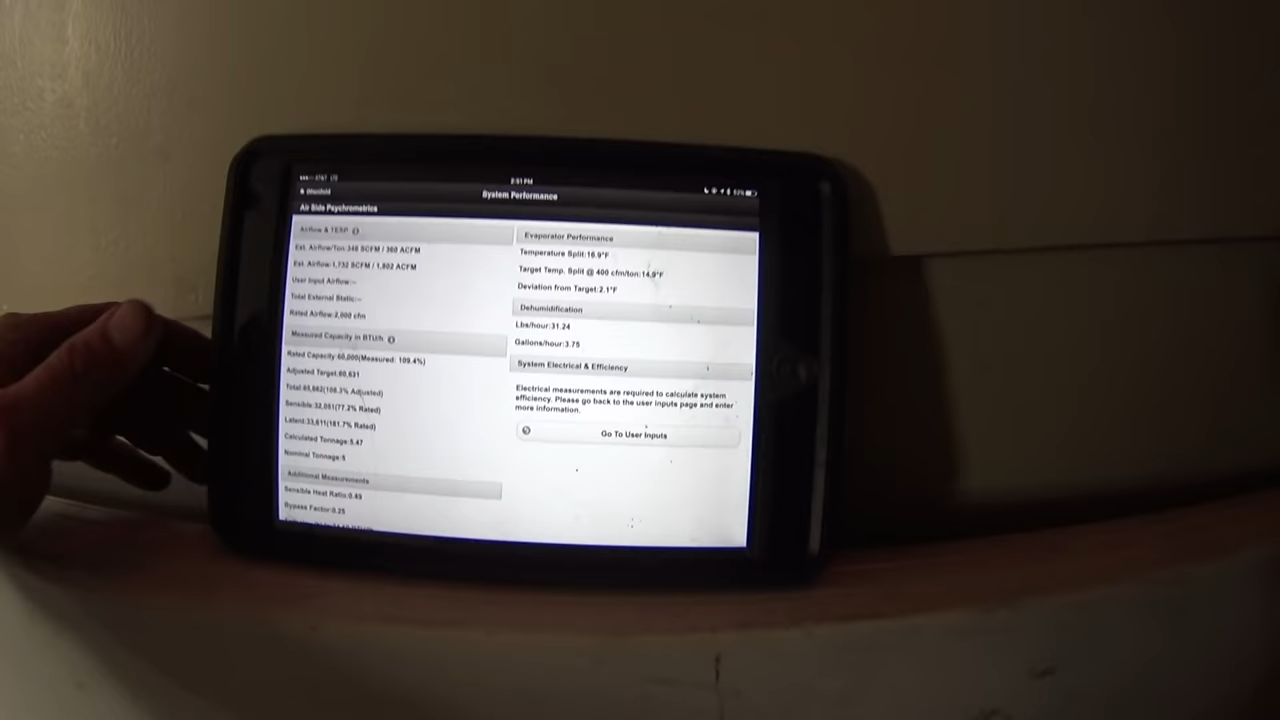 AT&T LTE
2:51 PM
52%
iManifold
System Performance
Air Side Psychrometrics
Airflow & TESP
Est. Airflow/Ton:346 SCFM / 360 ACFM
Est. Airflow:1,732 SCFM / 1,802 ACFM
User Input Airflow:--
Total External Static:--
Rated Airflow:2,000 cfm
Measured Capacity in BTU/h
Rated Capacity:60,000(Measured: 109.4%)
Adjusted Target:60,631
Total:65,662(108.3% Adjusted)
Sensible:32,051(77.2% Rated)
Latent:33,611(181.7% Rated)
Calculated Tonnage:5.47
Nominal Tonnage:5
Additional Measurements
Sensible Heat Ratio:0.49
Bypass Factor:0.25
Evaporator Performance
Temperature Split:16.9°F
Target Temp. Split @ 400 cfm/ton:14.9°F
Deviation from Target:2.1°F
Dehumidification
Lbs/hour:31.24
Gallons/hour:3.75
System Electrical & Efficiency
Electrical measurements are required to calculate system
efficiency. Please go back to the user inputs page and enter
more information.
Go To User Inputs